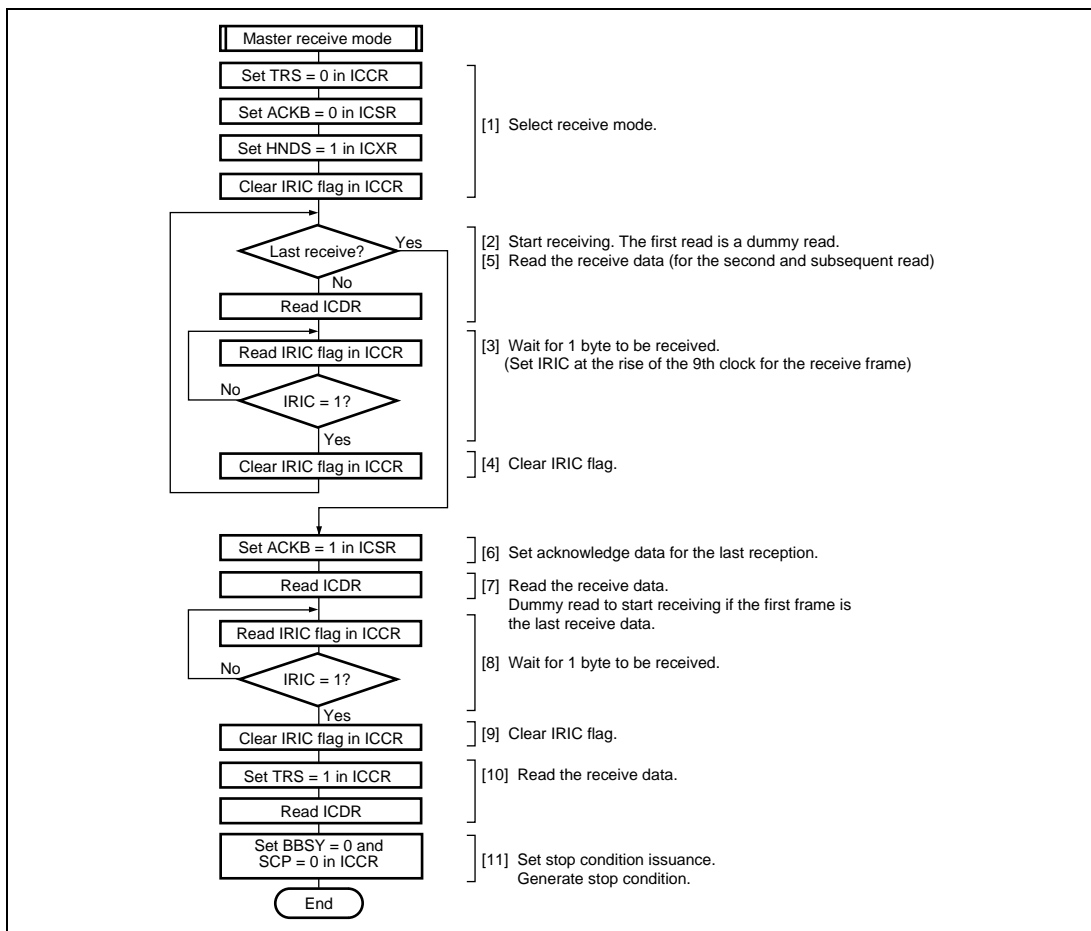 Master receive mode
Set TRS = 0 in ICCR
Set ACKB = 0 in ICSR
[1] Select receive mode.
Set HNDS = 1 in ICXR
Clear IRIC flag in ICCR
Last receive?
Yes
[2] Start receiving. The first read is a dummy read.
[5] Read the receive data (for the second and subsequent read)
No
Read ICDR
Read IRIC flag in ICCR
[3] Wait for 1 byte to be received.
(Set IRIC at the rise of the 9th clock for the receive frame)
No
IRIC = 1?
Yes
Clear IRIC flag in ICCR
[4] Clear IRIC flag.
Set ACKB = 1 in ICSR
[6] Set acknowledge data for the last reception.
Read ICDR
[7] Read the receive data.
Dummy read to start receiving if the first frame is
the last receive data.
Read IRIC flag in ICCR
[8] Wait for 1 byte to be received.
No
IRIC = 1?
Yes
Clear IRIC flag in ICCR
[9] Clear IRIC flag.
Set TRS = 1 in ICCR
[10] Read the receive data.
Read ICDR
Set BBSY = 0 and
SCP = 0 in ICCR
[11] Set stop condition issuance.
Generate stop condition.
End